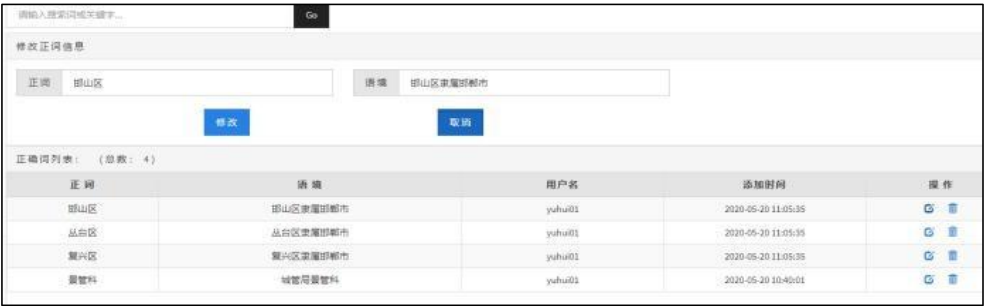 请输入搜索词或关键字... Go
修改正词信息
正词 邯山区 语境 邯山区隶属邯郸市
修改 取消
正确词列表： （总数： 4）
正词 语境 用户名 添加时间 操作
邯山区 邯山区隶属邯郸市 yuhui01 2020-05-20 11:05:35
丛台区 丛台区隶属邯郸市 yuhui01 2020-05-20 11:05:35
复兴区 复兴区隶属邯郸市 yuhui01 2020-05-20 11:05:35
景管科 城管局景管科 yuhui01 2020-05-20 10:40:01